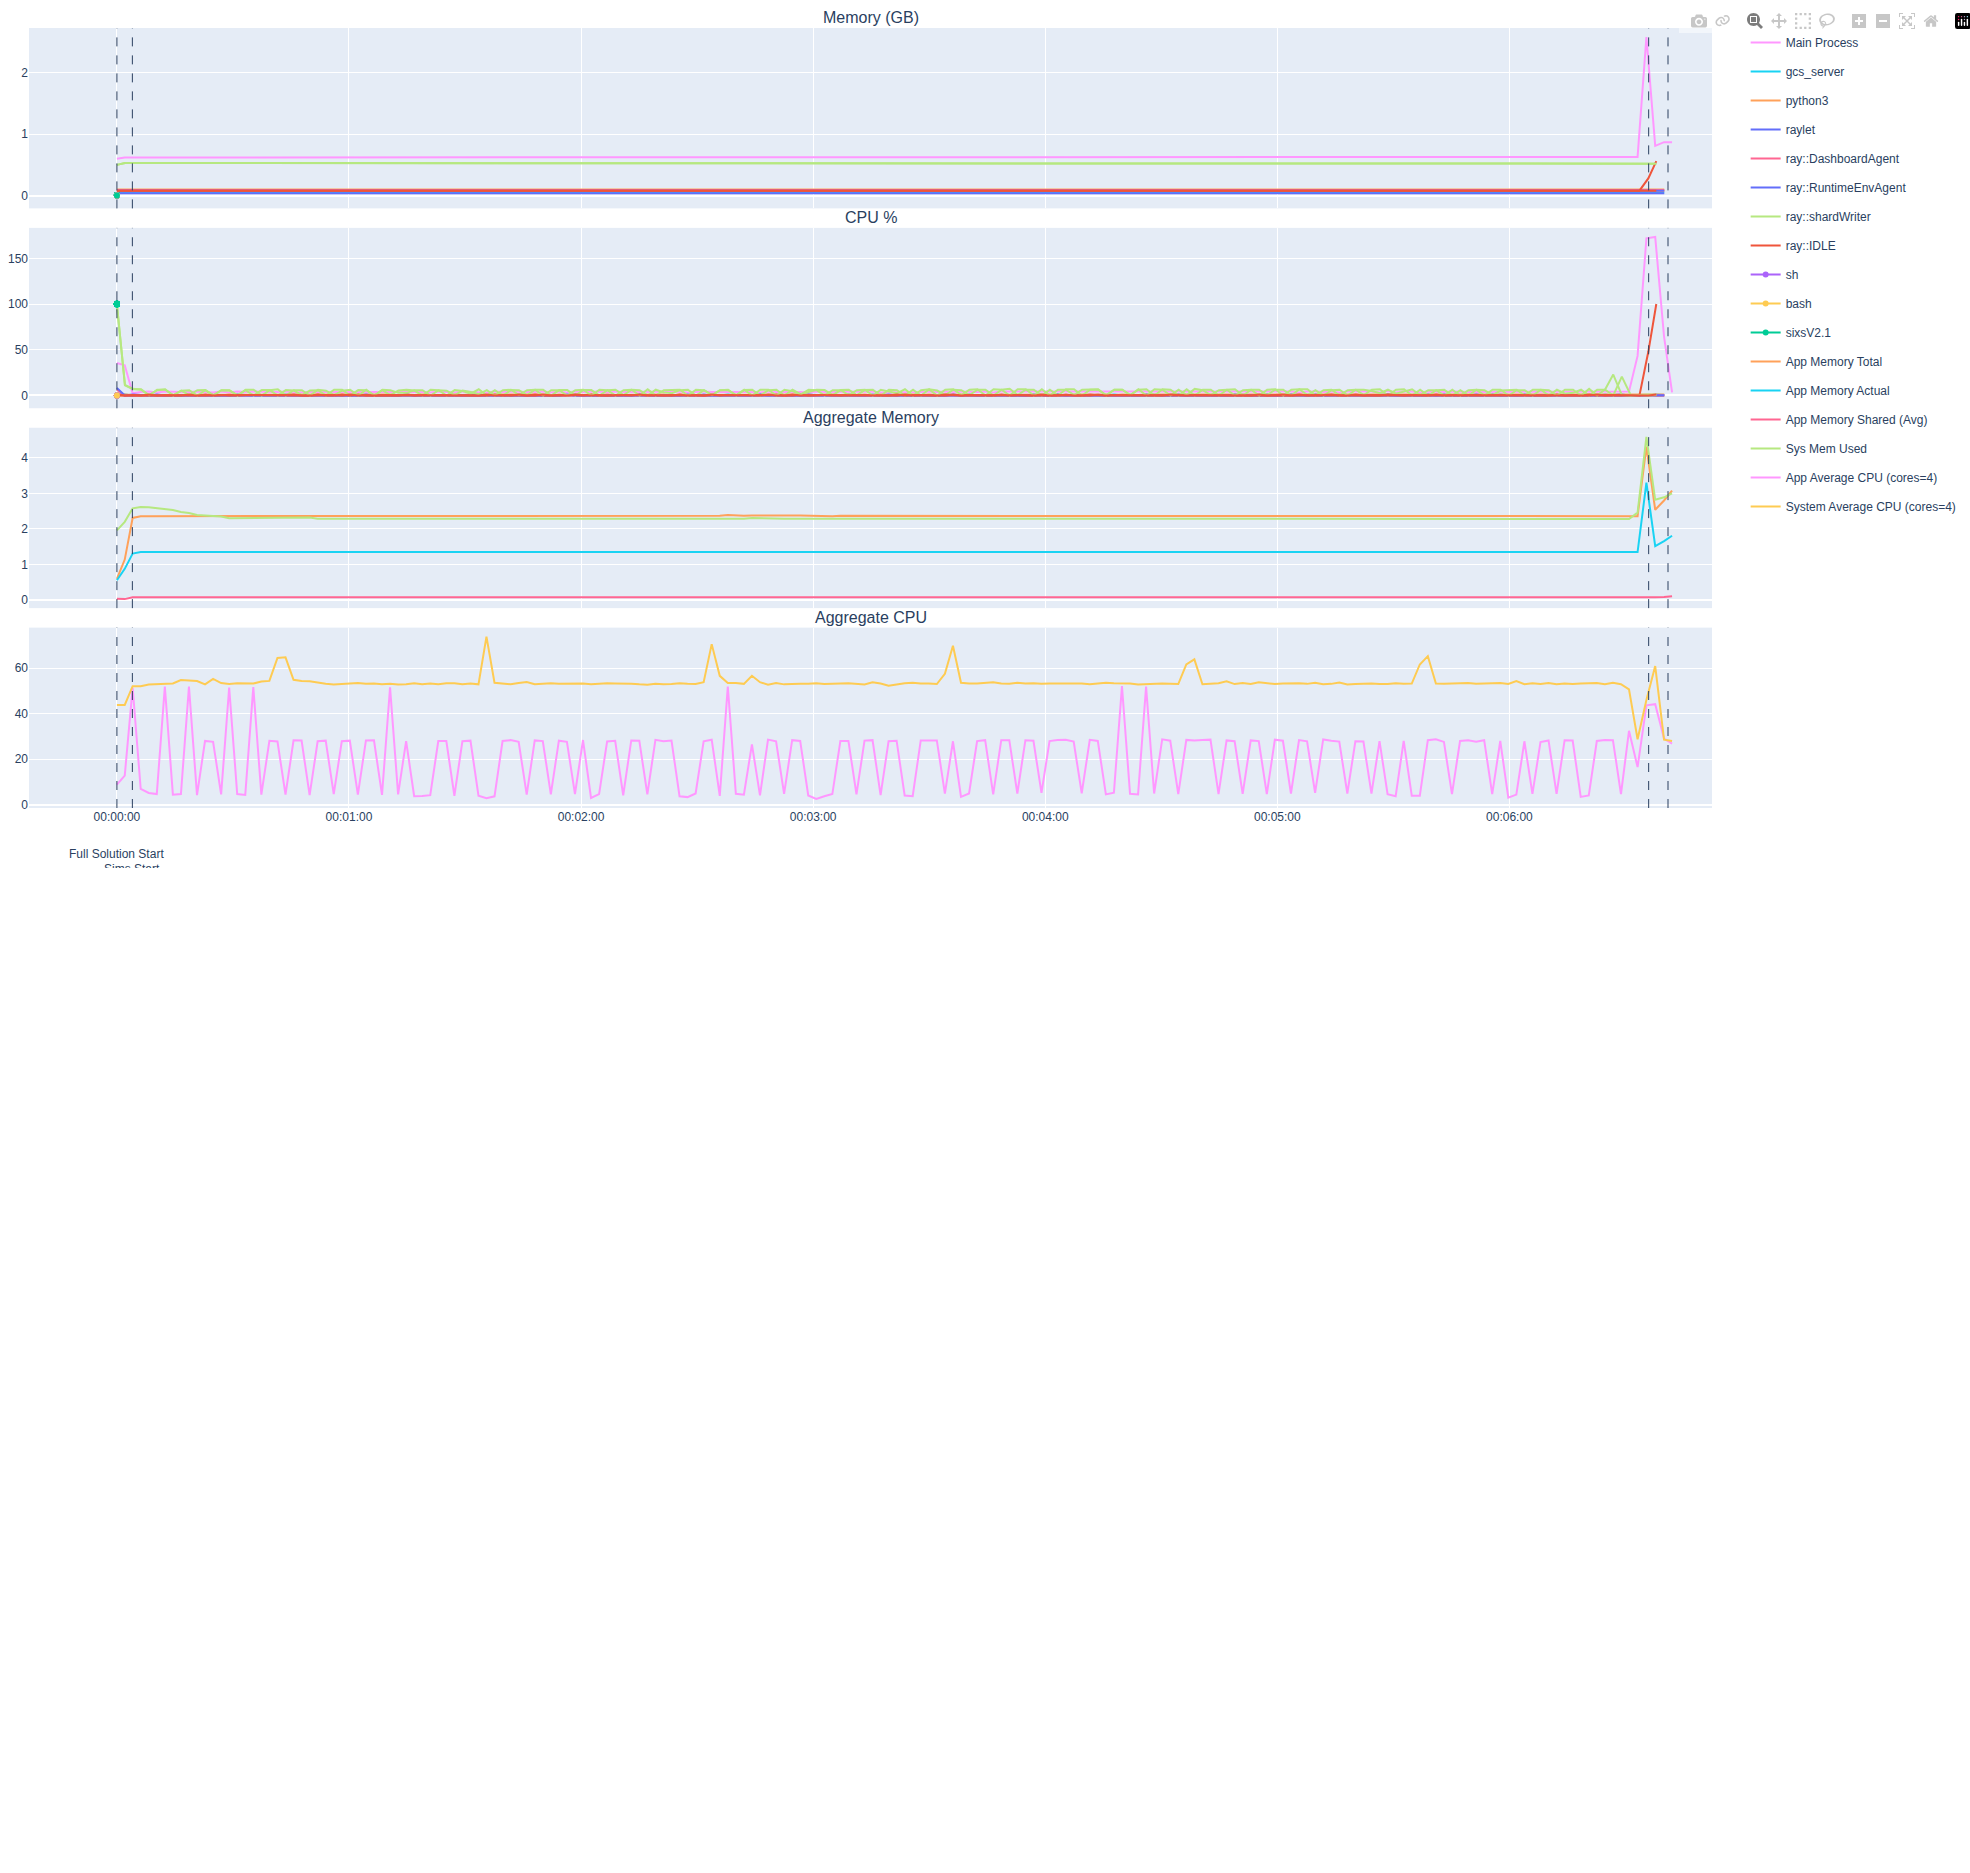 Memory (GB)
2
1
0
CPU %
150
100
50
0
Aggregate Memory
4
3
2
1
0
Aggregate CPU
60
40
20
0
00:00:00
00:01:00
00:02:00
00:03:00
00:04:00
00:05:00
00:06:00
Full Solution Start
Sims Start
Main Process
gcs_server
python3
raylet
ray::DashboardAgent
ray::RuntimeEnvAgent
ray::shardWriter
ray::IDLE
sh
bash
sixsV2.1
App Memory Total
App Memory Actual
App Memory Shared (Avg)
Sys Mem Used
App Average CPU (cores=4)
System Average CPU (cores=4)